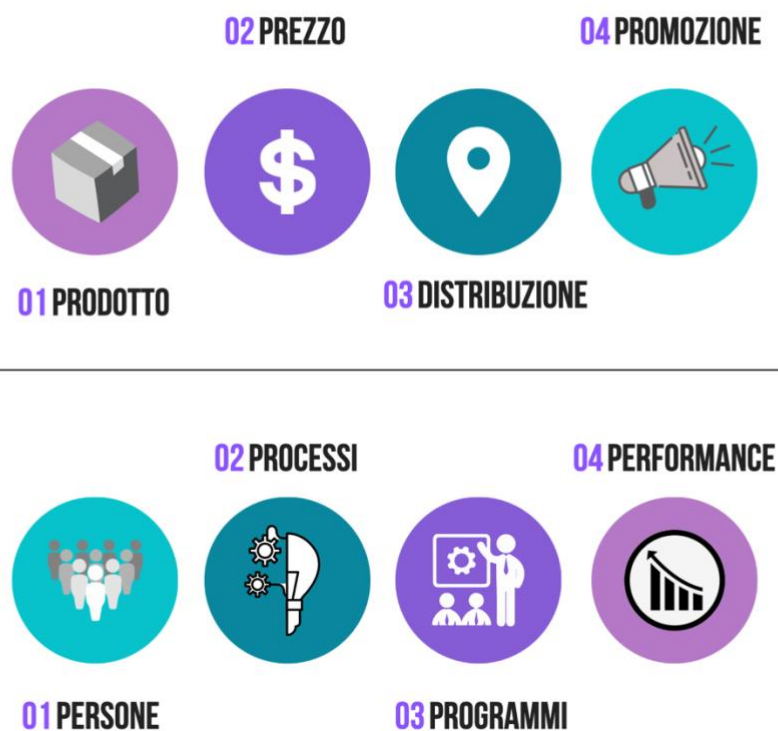 02 PREZZO
04 PROMOZIONE
$
01 PRODOTTO
03 DISTRIBUZIONE
02 PROCESSI
04 PERFORMANCE
01 PERSONE
03 PROGRAMMI